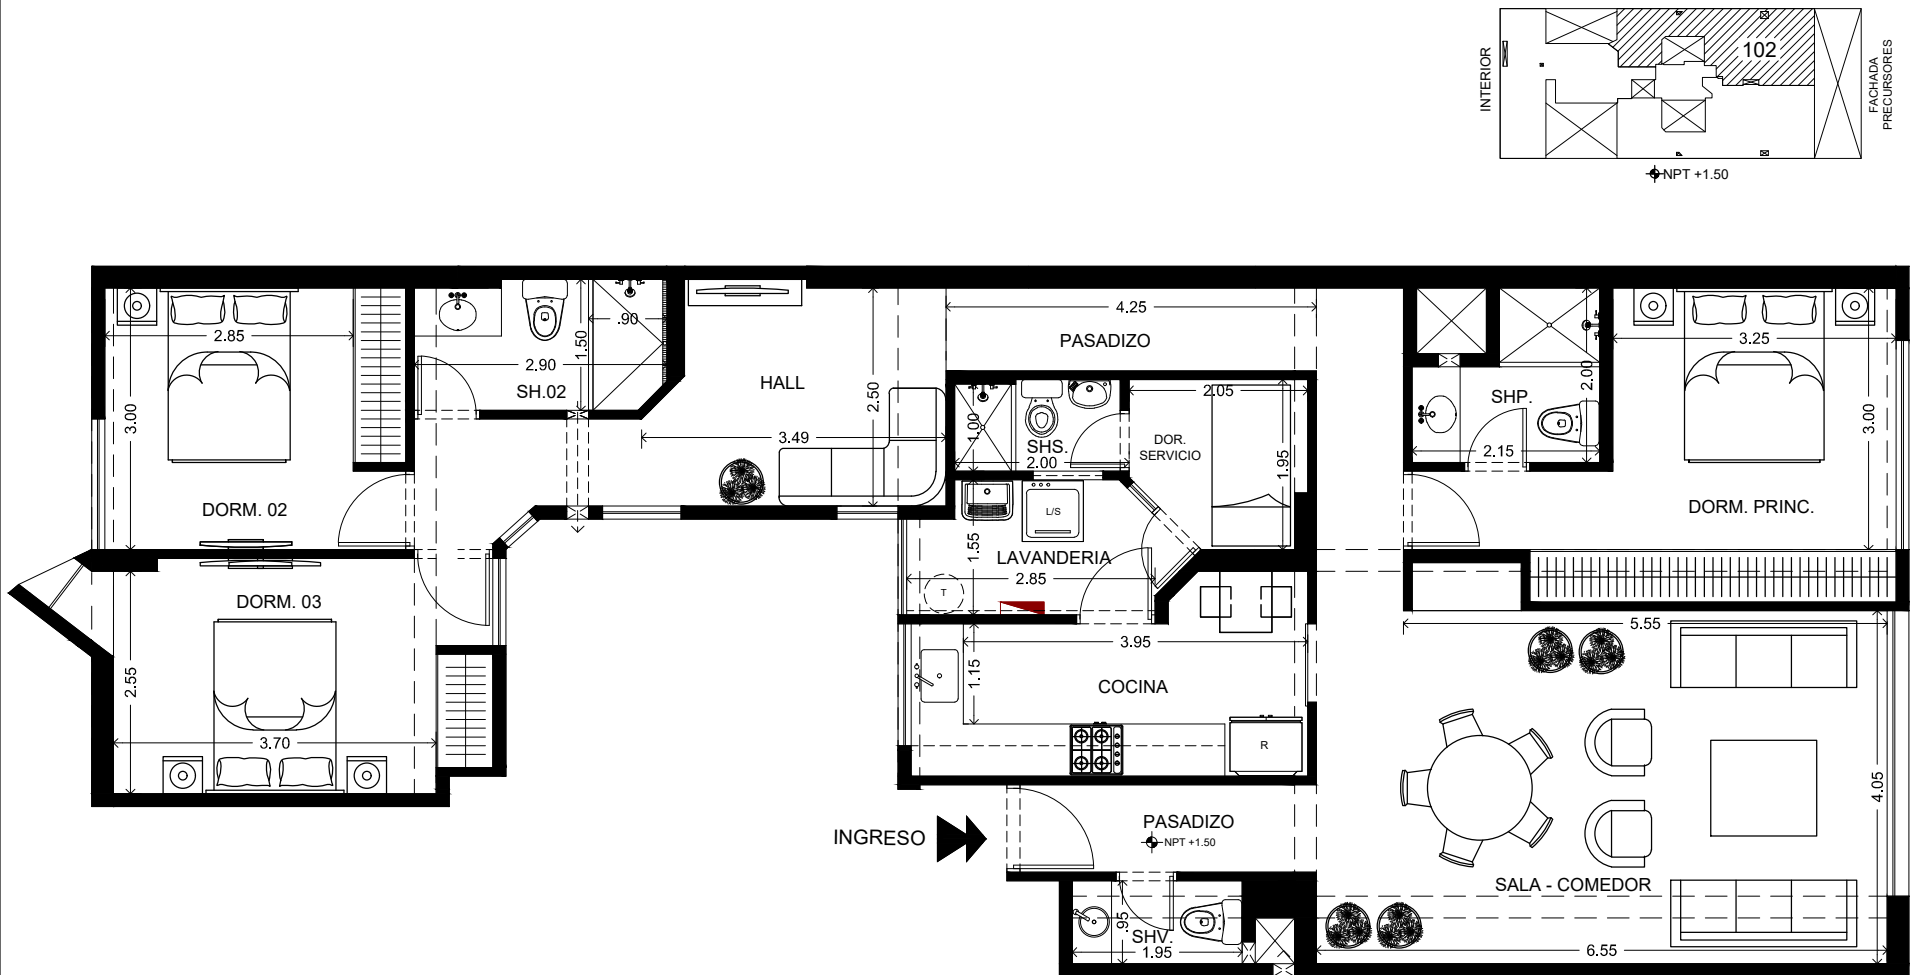 INTERIOR
102
FACHADA
PRECURSORES
NPT +1.50
4.25
PASADIZO
2.85
.90
1.50
2.90
SH.02
HALL
2.50
3.49
3.00
DORM. 02
1.00
SHS.
2.00
2.05
DOR.
SERVICIO
1.95
L/S
1.55
LAVANDERIA
2.85
T
3.25
2.00
SHP.
2.15
3.00
DORM. PRINC.
DORM. 03
2.55
3.70
3.95
1.15
COCINA
R
5.55
4.05
INGRESO
PASADIZO
NPT +1.50
SALA - COMEDOR
.95
SHV.
1.95
6.55